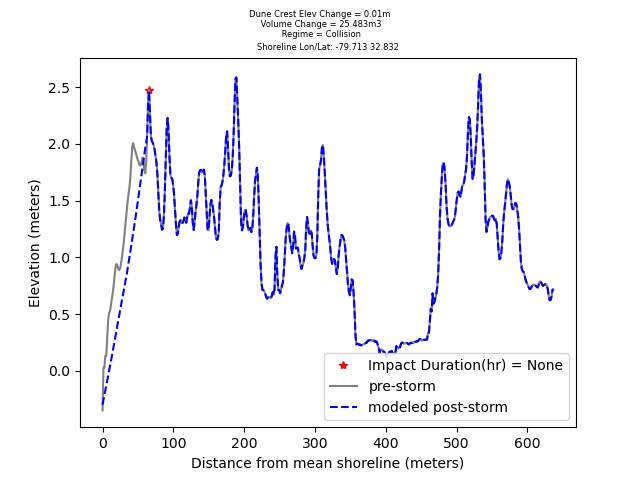 Dune Crest Elev Change = 0.01m
Volume Change = 25.483m3
Regime = Collision
Shoreline Lon/Lat: -79.713 32.832
2.5
2.0
1.5
1.0
0.5
0.0
Elevation (meters)
Impact Duration(hr) = None
pre-storm
modeled post-storm
0 100 200 300 400 500 600
Distance from mean shoreline (meters)